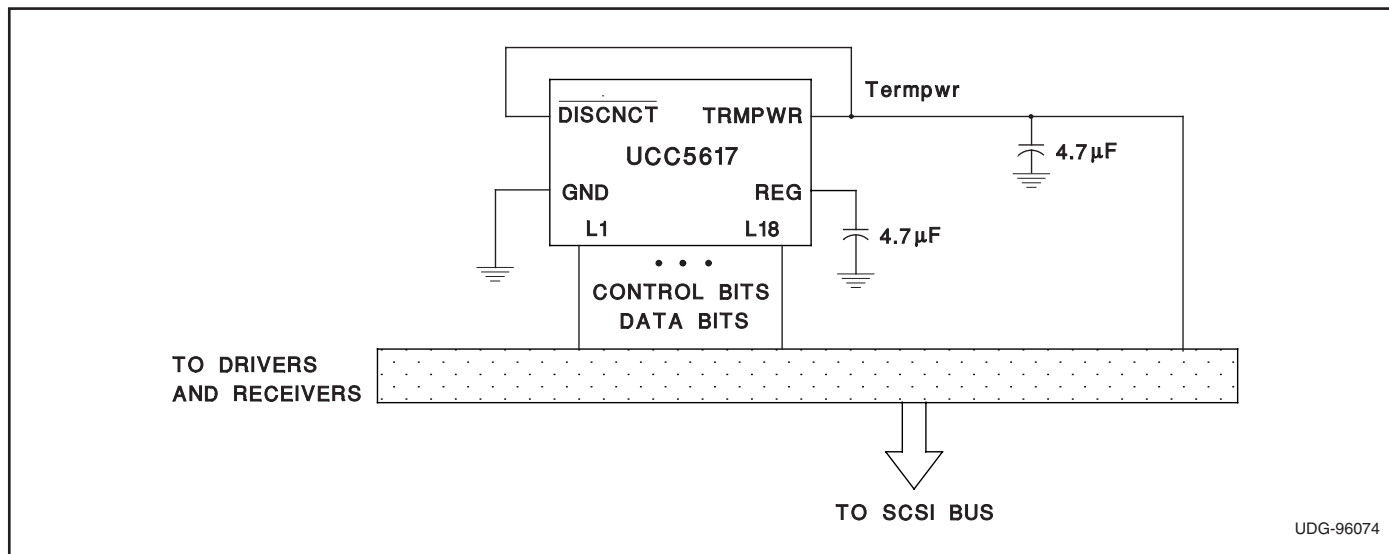 Termpwr
DISCNCT TRMPWR
UCC5617
4.7µF
GND REG
L1 L18
4.7µF
• • •
CONTROL BITS
DATA BITS
TO DRIVERS
AND RECEIVERS
TO SCSI BUS
UDG-96074